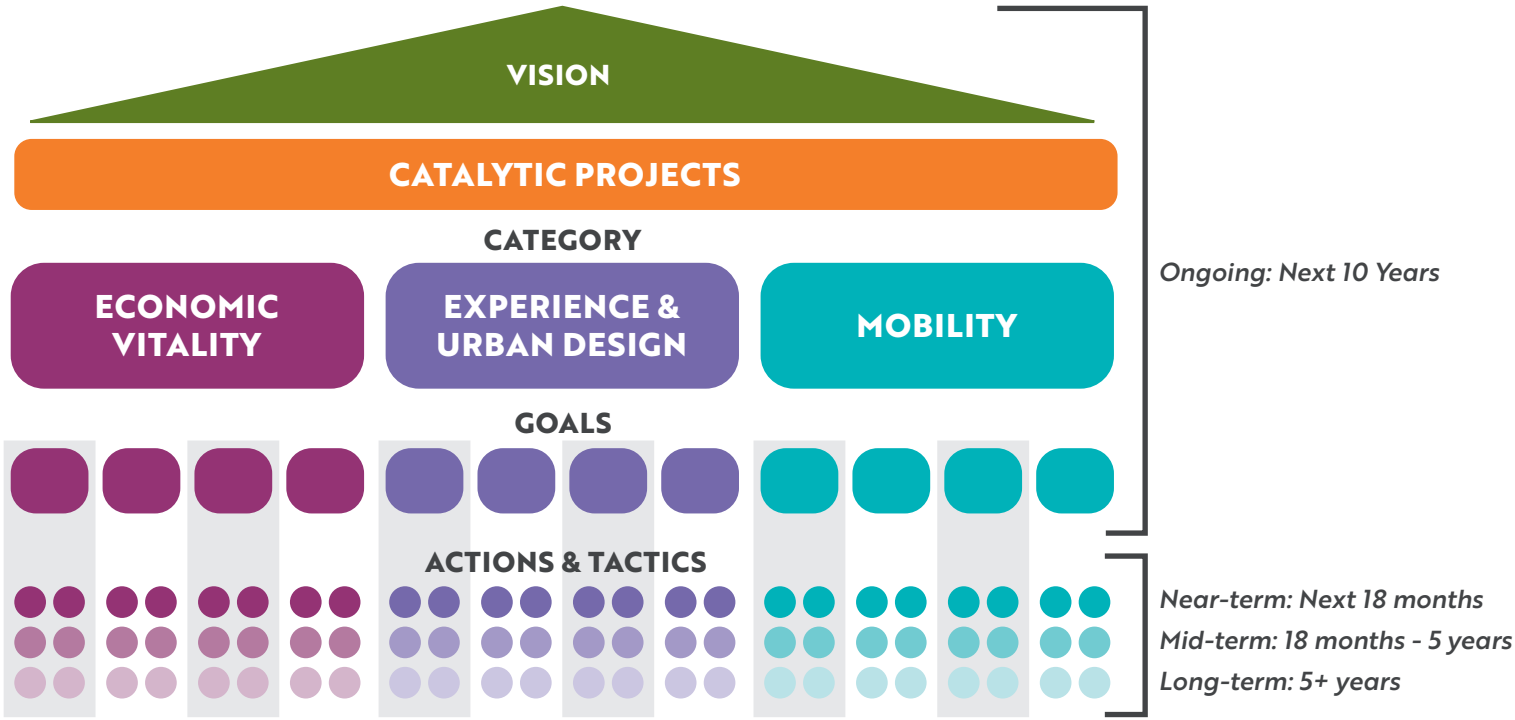 VISION
CATALYTIC PROJECTS
CATEGORY
ECONOMIC
VITALITY
EXPERIENCE &
URBAN DESIGN
MOBILITY
Ongoing: Next 10 Years
GOALS
ACTIONS & TACTICS
Near-term: Next 18 months
Mid-term: 18 months - 5 years
Long-term: 5+ years